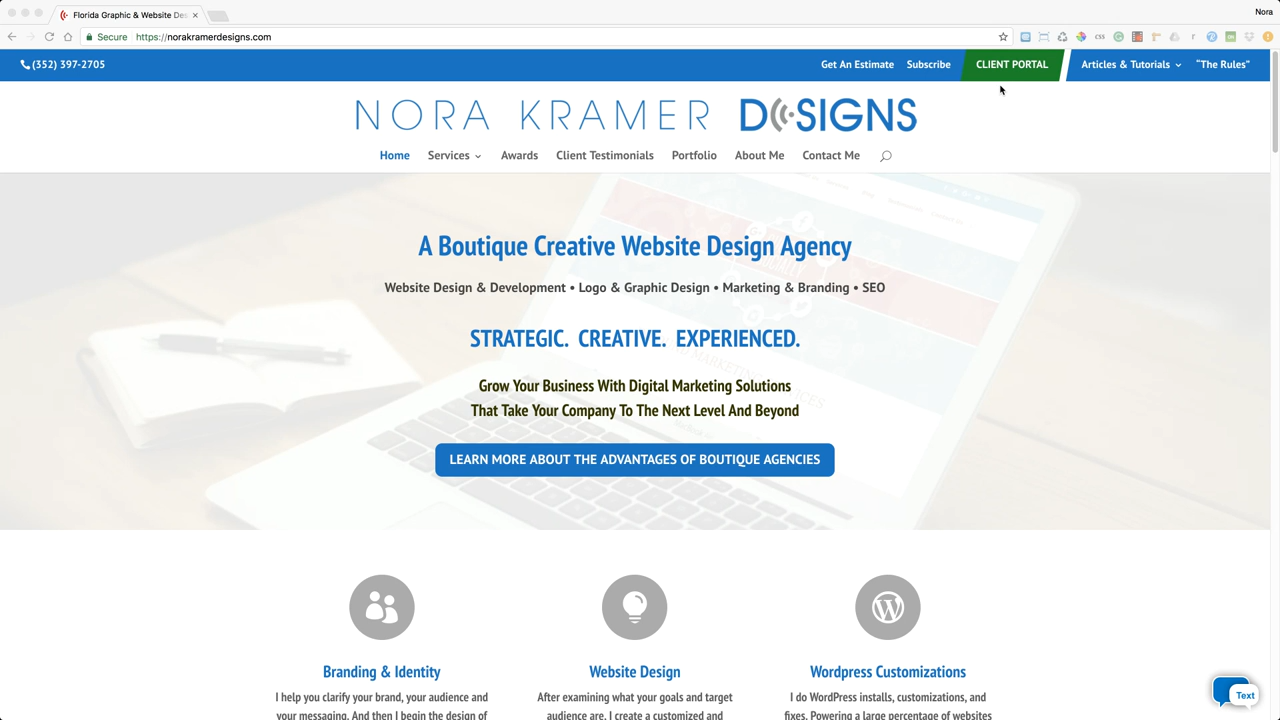 Florida Graphic & Website Des
Nora
Secure https://norakramerdesigns.com
(352) 397-2705
Get An Estimate
Subscribe
CLIENT PORTAL
Articles & Tutorials
“The Rules”
NORA KRAMER DESIGNS
Home
Services
Awards
Client Testimonials
Portfolio
About Me
Contact Me
A Boutique Creative Website Design Agency
Website Design & Development • Logo & Graphic Design • Marketing & Branding • SEO
STRATEGIC. CREATIVE. EXPERIENCED.
Grow Your Business With Digital Marketing Solutions
That Take Your Company To The Next Level And Beyond
LEARN MORE ABOUT THE ADVANTAGES OF BOUTIQUE AGENCIES
Branding & Identity
I help you clarify your brand, your audience and
your messaging. And then I begin the design of
Website Design
After examining what your goals and target
audience are, I create a customized and
Wordpress Customizations
I do WordPress installs, customizations, and
fixes. Powering a large percentage of websites
Text